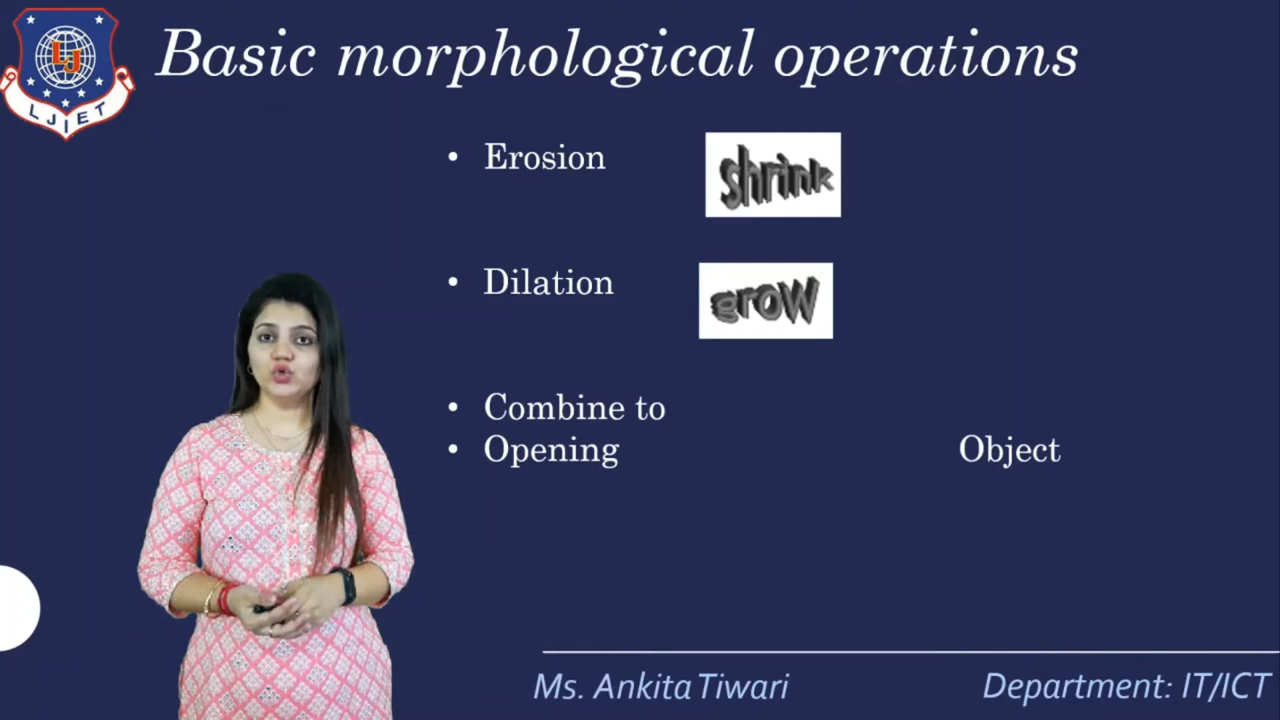 LJ
LJIET
Basic morphological operations
• Erosion
shrink
• Dilation
grow
• Combine to
• Opening
Object
Ms. Ankita Tiwari
Department: IT/ICT